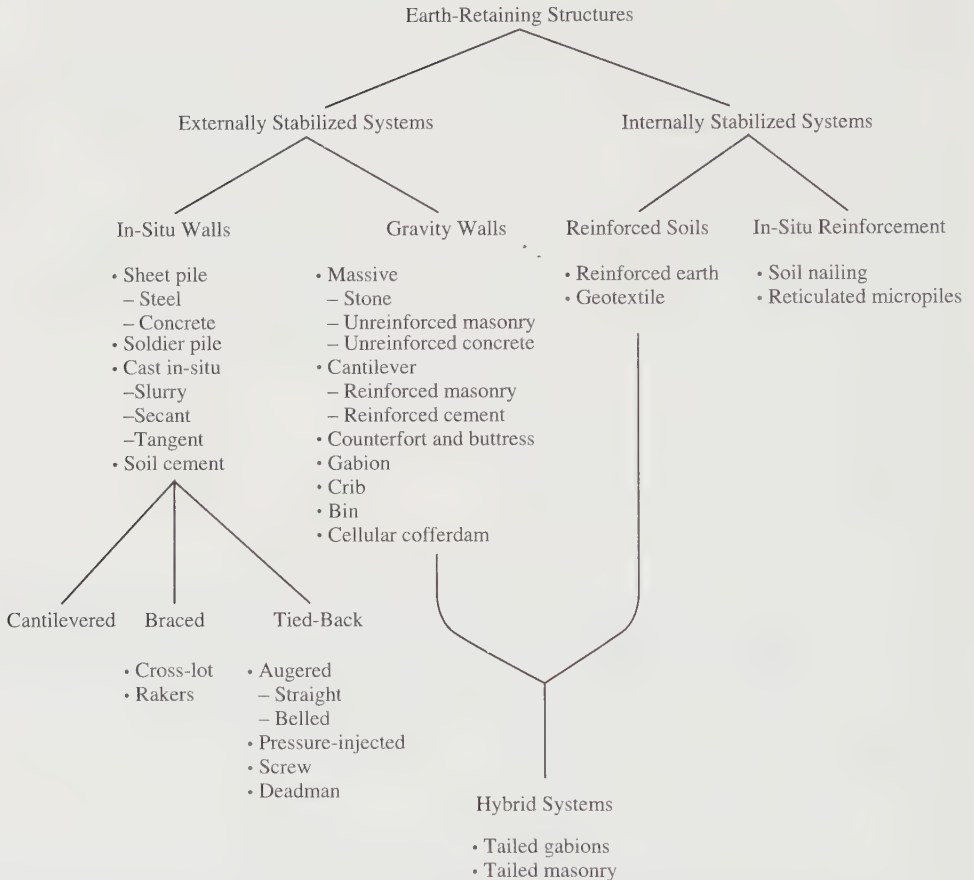 Earth-Retaining Structures
Externally Stabilized Systems
Internally Stabilized Systems
In-Situ Walls
• Sheet pile
– Steel
– Concrete
• Soldier pile
• Cast in-situ
–Slurry
–Secant
–Tangent
• Soil cement
Gravity Walls
• Massive
– Stone
– Unreinforced masonry
– Unreinforced concrete
• Cantilever
– Reinforced masonry
– Reinforced cement
• Counterfort and buttress
• Gabion
• Crib
• Bin
• Cellular cofferdam
Reinforced Soils
• Reinforced earth
• Geotextile
In-Situ Reinforcement
• Soil nailing
• Reticulated micropiles
Cantilevered
Braced
• Cross-lot
• Rakers
Tied-Back
• Augered
– Straight
– Belled
• Pressure-injected
• Screw
• Deadman
Hybrid Systems
• Tailed gabions
• Tailed masonry